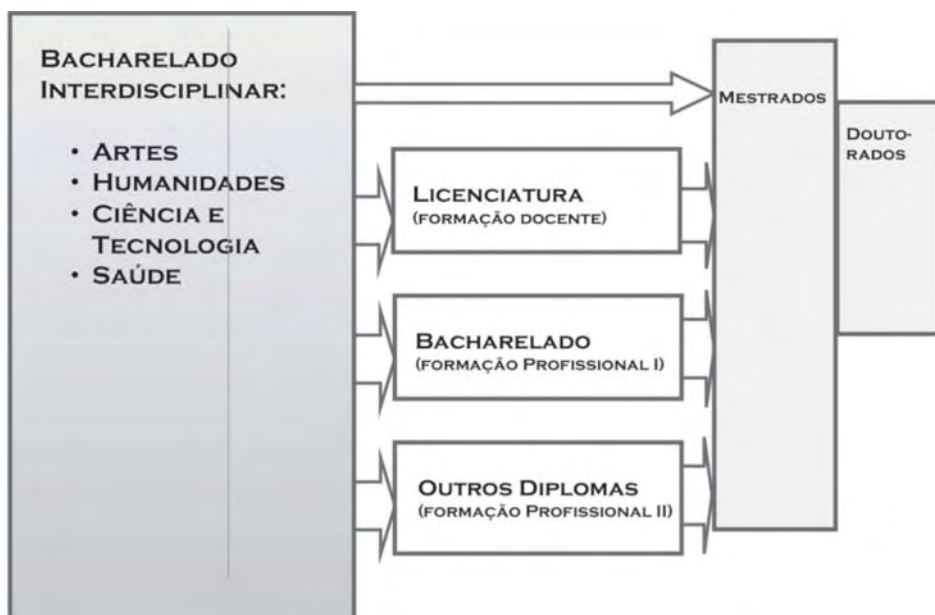 BACHARELADO
INTERDISCIPLINAR:
• ARTES
• HUMANIDADES
• CIÊNCIA E
TECNOLOGIA
• SAÚDE
LICENCIATURA
(FORMAÇÃO DOCENTE)
BACHARELADO
(FORMAÇÃO PROFISSIONAL I)
OUTROS DIPLOMAS
(FORMAÇÃO PROFISSIONAL II)
MESTRADOS
DOUTO-
RADOS